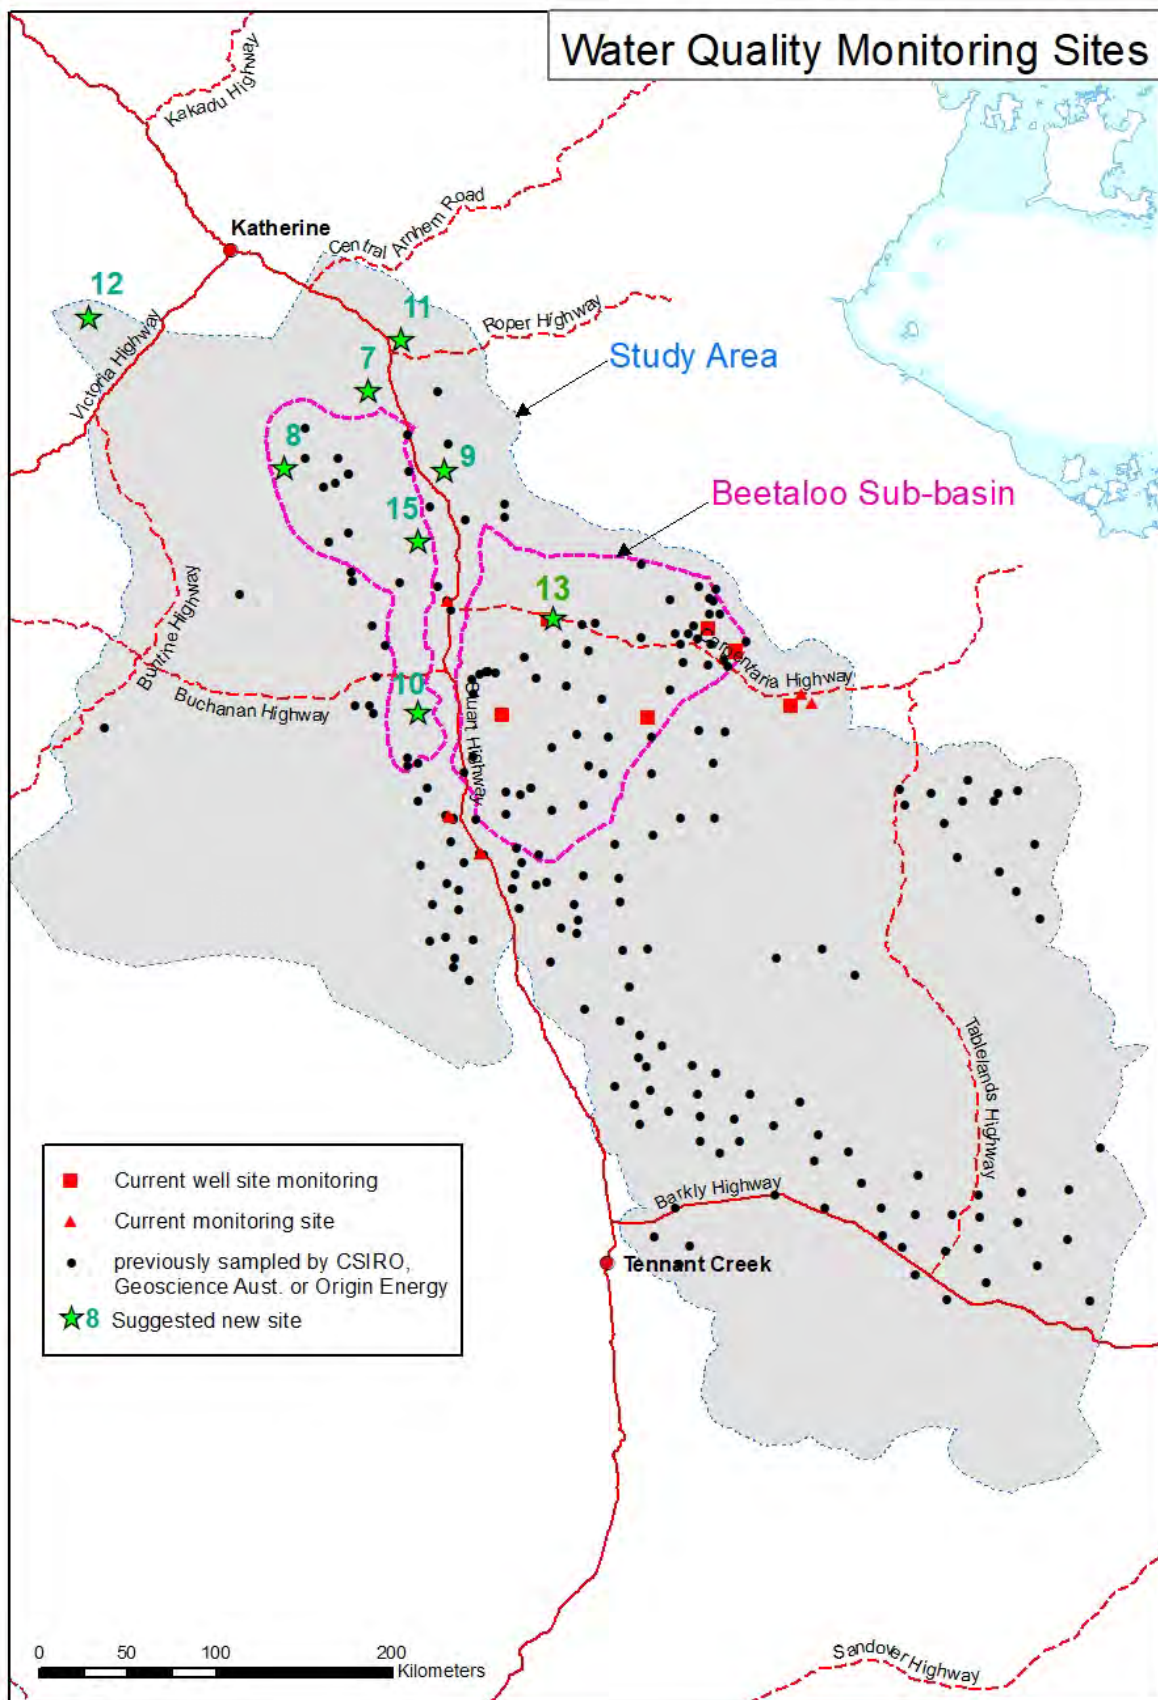 Water Quality Monitoring Sites
Kakadu Highway
Central Arnhem Road
Katherine
12
11
Roper Highway
Victoria Highway
7
Study Area
8
9
Beetaloo Sub-basin
15
13
Buntine Highway
Carpentaria Highway
10
Buchanan Highway
Stuart Highway
Tablelands Highway
Current well site monitoring
Current monitoring site
previously sampled by CSIRO,
Geoscience Aust. or Origin Energy
8 Suggested new site
Barkly Highway
Tennant Creek
0 50 100 200
Kilometers
Sandover Highway